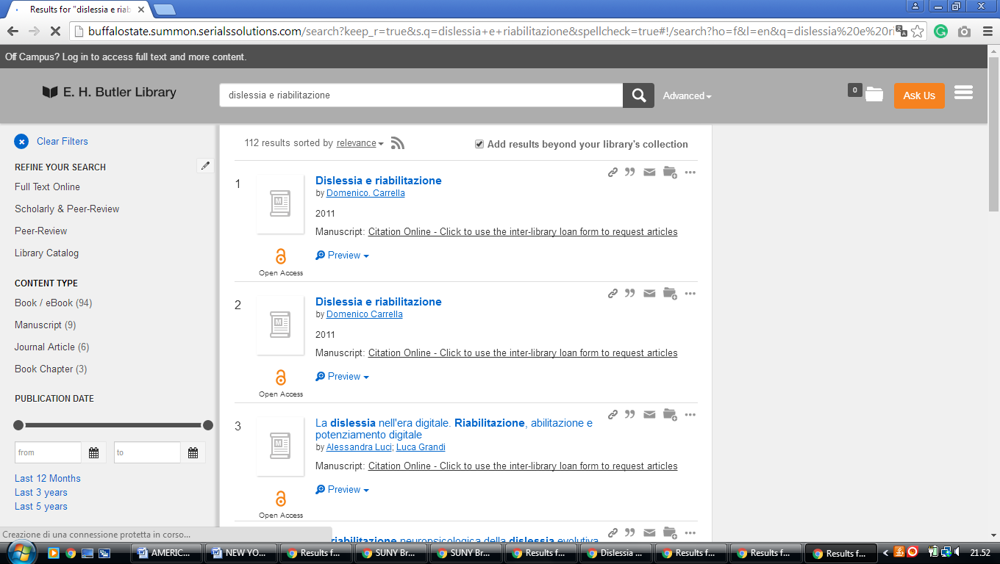 Results for "dislessia e riab
buffalostate.summon.serialssolutions.com/search?keep_r=true&s.q=dislessia+e+riabilitazione&spellcheck=true#!/search?ho=f&l=en&q=dislessia%20e%20ri
Off Campus? Log in to access full text and more content.
E. H. Butler Library
dislessia e riabilitazione
Advanced
0
Ask Us
Clear Filters
REFINE YOUR SEARCH
Full Text Online
Scholarly & Peer-Review
Peer-Review
Library Catalog
CONTENT TYPE
Book / eBook (94)
Manuscript (9)
Journal Article (6)
Book Chapter (3)
PUBLICATION DATE
from
to
Last 12 Months
Last 3 years
Last 5 years
112 results sorted by relevance
Add results beyond your library's collection
1
Dislessia e riabilitazione
by Domenico. Carrella
2011
Manuscript: Citation Online - Click to use the inter-library loan form to request articles
Preview
Open Access
2
Dislessia e riabilitazione
by Domenico Carrella
2011
Manuscript: Citation Online - Click to use the inter-library loan form to request articles
Preview
Open Access
3
La dislessia nell'era digitale. Riabilitazione, abilitazione e
potenziamento digitale
by Alessandra Luci; Luca Grandi
Manuscript: Citation Online - Click to use the inter-library loan form to request articles
Preview
Open Access
riabilitazione neuropsicologica della dislessia evolutiva
Creazione di una connessione protetta in corso...
AMERIC...
NEW YO...
Results f...
SUNY Br...
SUNY Br...
Results f...
Dislessia ...
Results f...
Results f...
Results f...
21.52